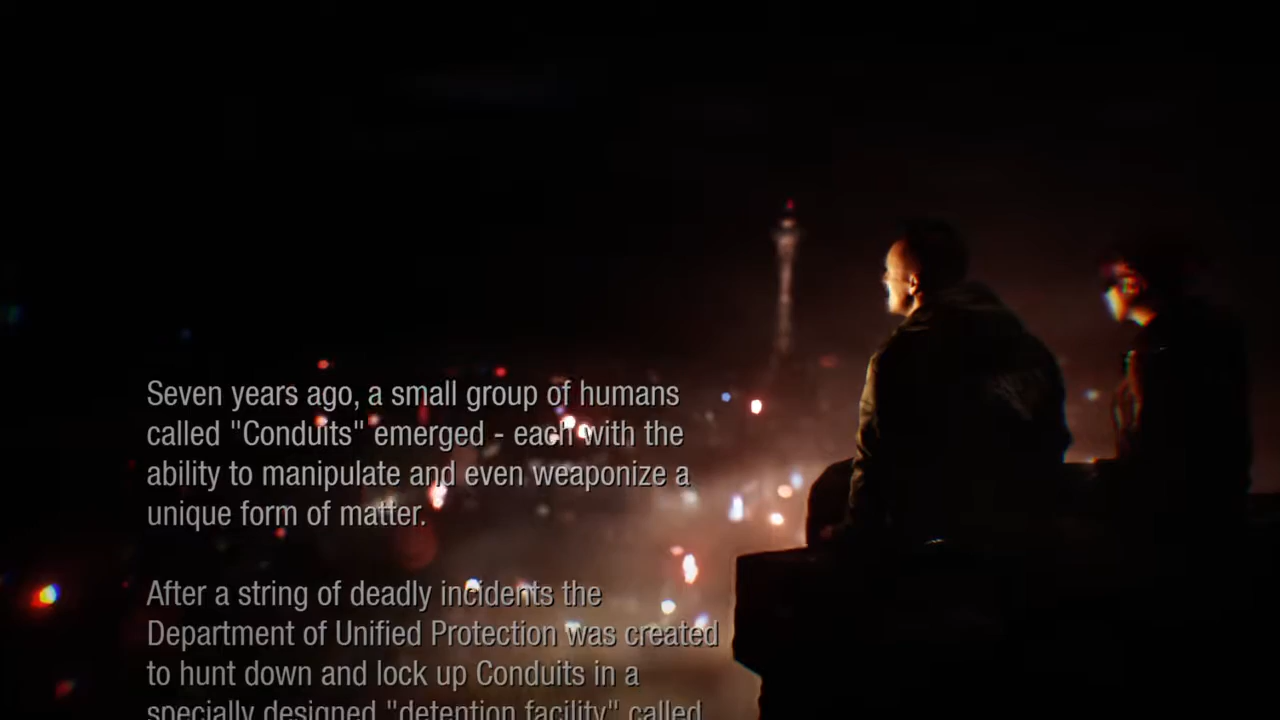 Seven years ago, a small group of humans
called "Conduits" emerged - each with the
ability to manipulate and even weaponize a
unique form of matter.
After a string of deadly incidents the
Department of Unified Protection was created
to hunt down and lock up Conduits in a
specially designed "detention facility" called